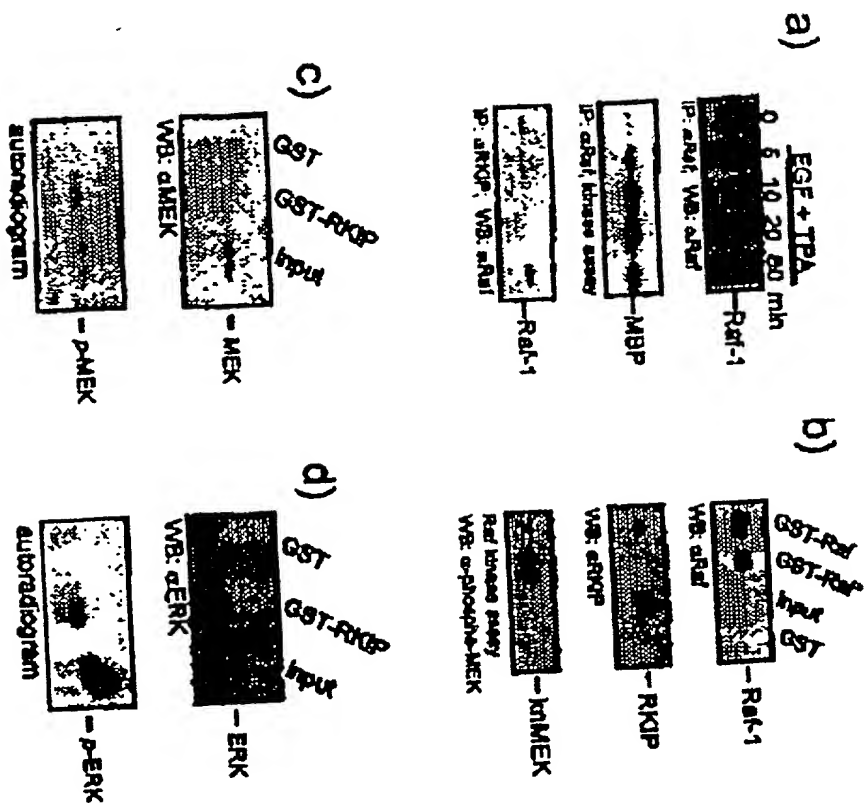 a)
EGF + TPA
0 5 10 20 60 min
Raf-1
IP: αRaf, WB: αRaf
MBP
IP: αRaf, kinase assay
Raf-1
IP: αRKIP, WB: αRaf
b)
GST-Raf
GST-Raf*
Input
GST
Raf-1
WB: αRaf
RKIP
WB: αRKIP
knMEK
Raf kinase assay
WB: α-phospho-MEK
c)
GST
GST-RKIP
Input
MEK
WB: αMEK
p-MEK
autoradiogram
d)
GST
GST-RKIP
Input
ERK
WB: αERK
p-ERK
autoradiogram